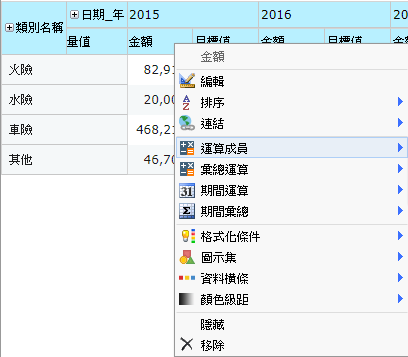 類別名稱 日期_年 2015 2016 20
量值 金額 目標值 金額 目標值 金
火險 82,9
水險 20,00
車險 468,2
其他 46,70
金額
編輯
排序
連結
運算成員
彙總運算
期間運算
期間彙總
格式化條件
圖示集
資料橫條
顏色級距
隱藏
移除